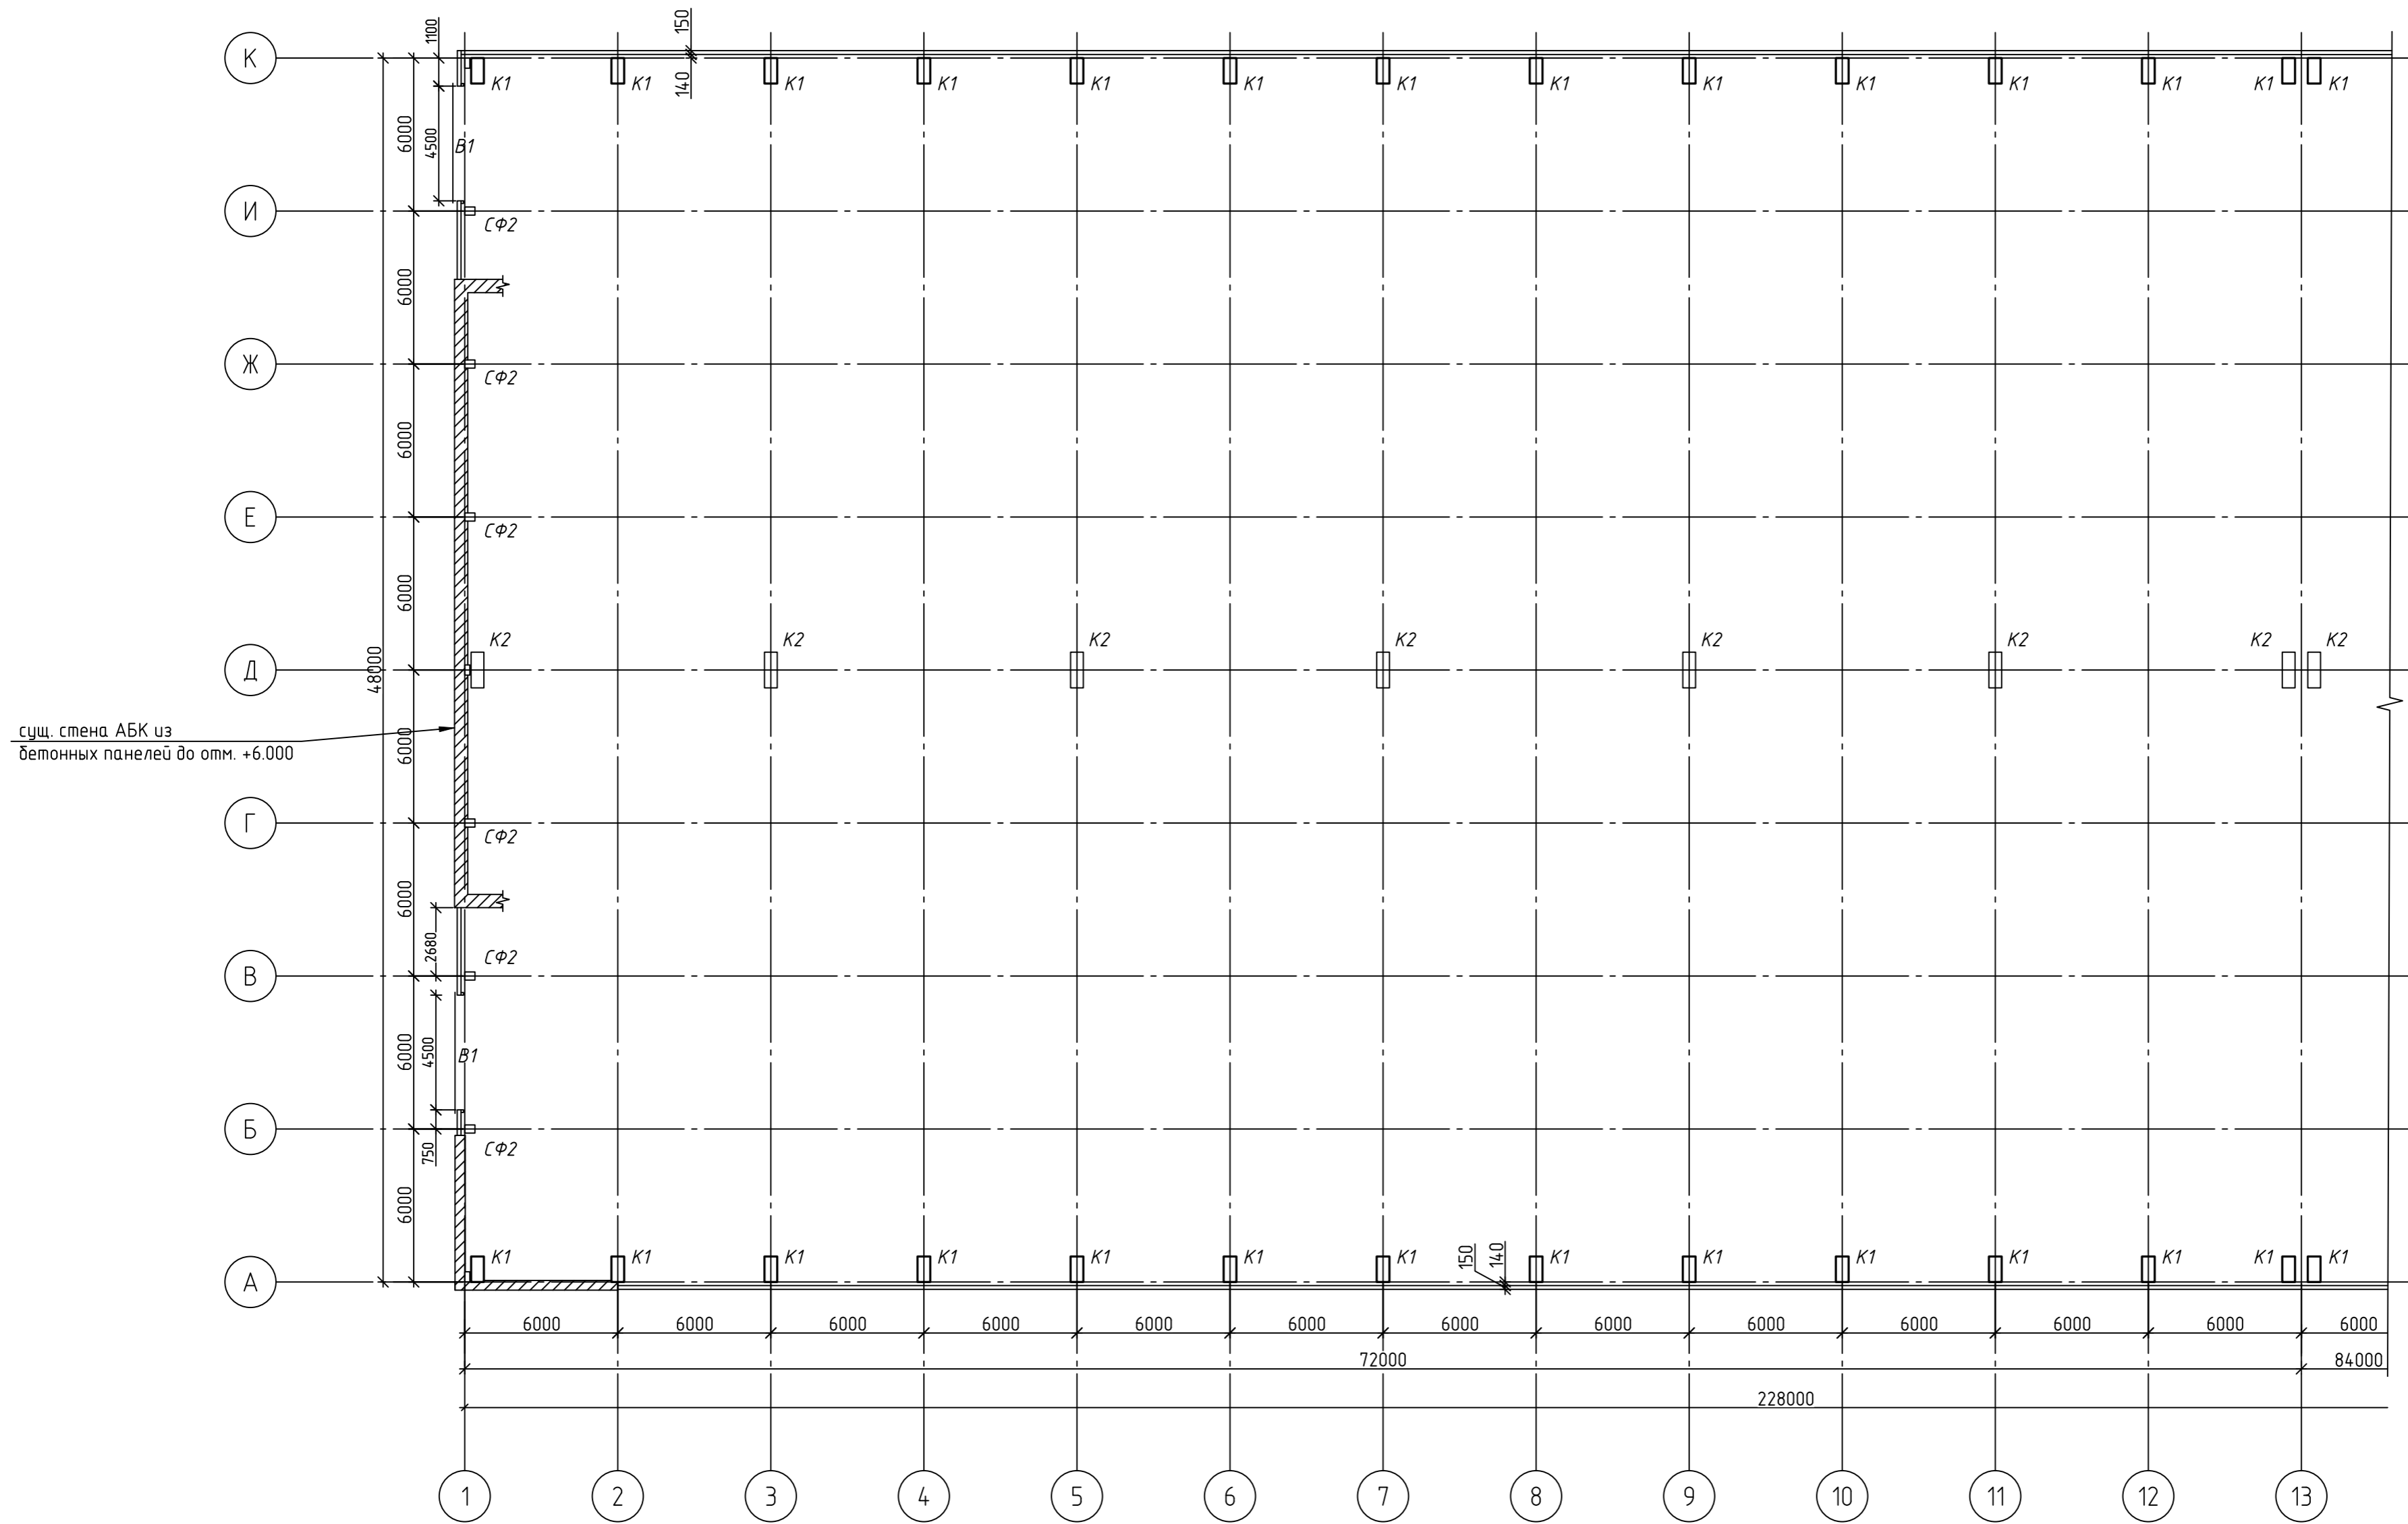 1100
150
К
140
К1 К1 К1 К1 К1 К1 К1 К1 К1 К1 К1 К1 К1 К1
6000
4500
В1
И
СФ2
6000
Ж
СФ2
6000
Е
СФ2
6000
К2 К2 К2 К2 К2 К2 К2 К2
Д
48000
сущ. стена АБК из
бетонных панелей до отм. +6.000
6000
Г
СФ2
6000
2680
СФ2
В
6000
4500
В1
Б
750
СФ2
6000
К1 К1 К1 К1 К1 К1 К1 К1 К1 К1 К1 К1 К1 К1
150
140
А
6000 6000 6000 6000 6000 6000 6000 6000 6000 6000 6000 6000 6000
72000 84000
228000
1 2 3 4 5 6 7 8 9 10 11 12 13